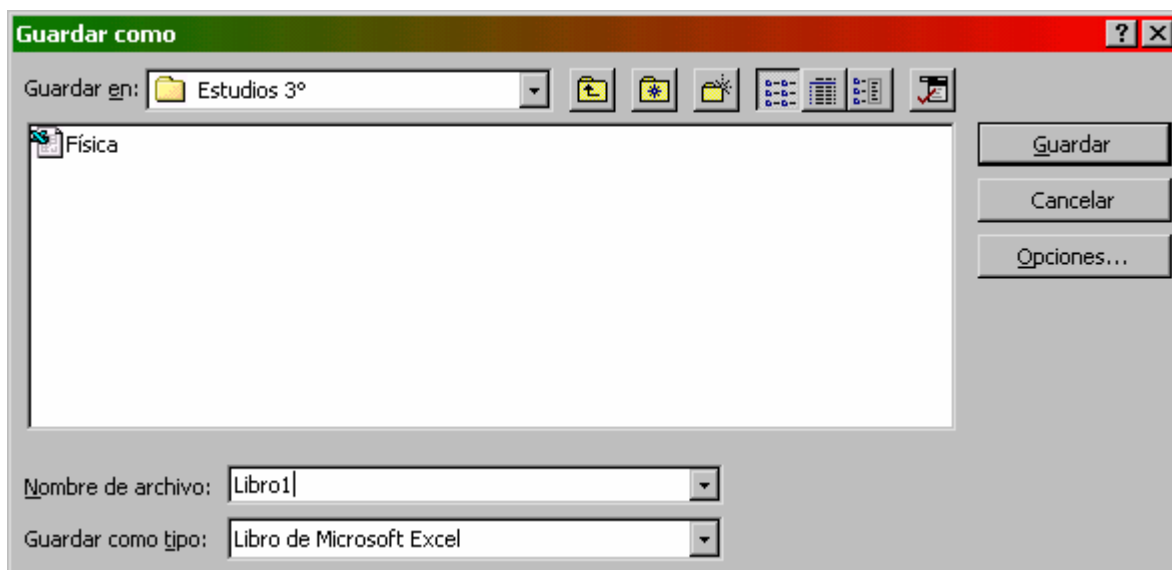 Guardar como
Guardar en: Estudios 3º
Física
Guardar
Cancelar
Opciones...
Nombre de archivo: Libro1
Guardar como tipo: Libro de Microsoft Excel